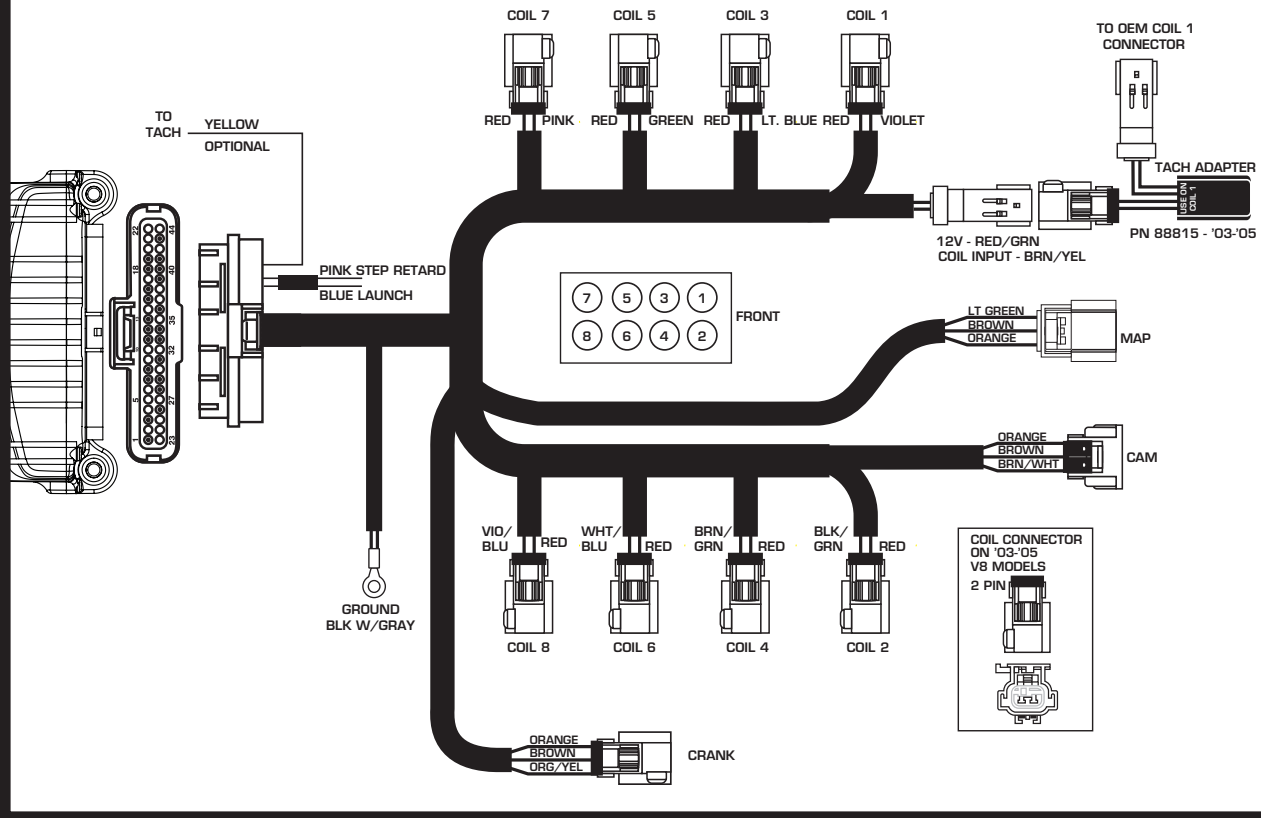 COIL 7
COIL 5
COIL 3
COIL 1
TO OEM COIL 1
CONNECTOR
TO
TACH
YELLOW
OPTIONAL
RED
PINK
RED
GREEN
RED
LT. BLUE
RED
VIOLET
TACH ADAPTER
USE ON
COIL 1
PN 88815 - '03-'05
12V - RED/GRN
COIL INPUT - BRN/YEL
22
44
18
40
35
32
5
27
1
23
PINK STEP RETARD
BLUE LAUNCH
7 5 3 1
8 6 4 2
FRONT
LT GREEN
BROWN
ORANGE
MAP
ORANGE
BROWN
BRN/WHT
CAM
VIO/
BLU
RED
WHT/
BLU
RED
BRN/
GRN
RED
BLK/
GRN
RED
COIL 8
COIL 6
COIL 4
COIL 2
GROUND
BLK W/GRAY
COIL CONNECTOR
ON '03-'05
V8 MODELS
2 PIN
ORANGE
BROWN
ORG/YEL
CRANK